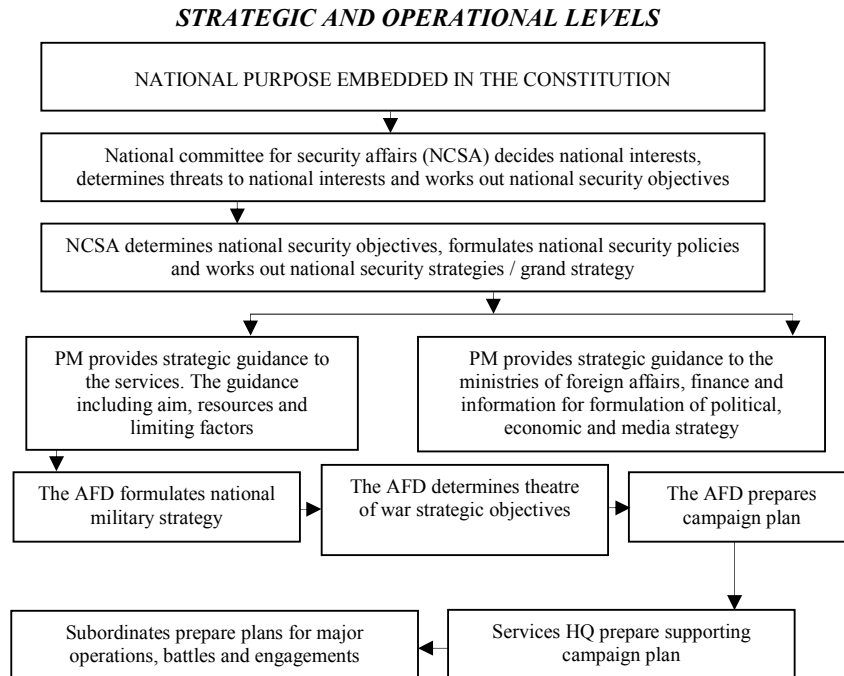 STRATEGIC AND OPERATIONAL LEVELS
NATIONAL PURPOSE EMBEDDED IN THE CONSTITUTION
National committee for security affairs (NCSA) decides national interests,
determines threats to national interests and works out national security objectives
NCSA determines national security objectives, formulates national security policies
and works out national security strategies / grand strategy
PM provides strategic guidance to
the services. The guidance
including aim, resources and
limiting factors
PM provides strategic guidance to the
ministries of foreign affairs, finance and
information for formulation of political,
economic and media strategy
The AFD formulates national
military strategy
The AFD determines theatre
of war strategic objectives
The AFD prepares
campaign plan
Subordinates prepare plans for major
operations, battles and engagements
Services HQ prepare supporting
campaign plan